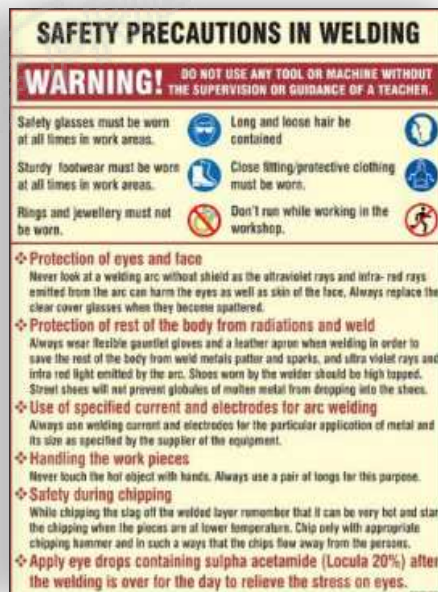 SAFETY PRECAUTIONS IN WELDING
WARNING! DO NOT USE ANY TOOL OR MACHINE WITHOUT
THE SUPERVISION OR GUIDANCE OF A TEACHER.
Safety glasses must be worn
at all times in work areas.
Long and loose hair be
contained
Sturdy footwear must be worn
at all times in work areas.
Close fitting/protective clothing
must be worn.
Rings and jewellery must not
be worn.
Don't run while working in the
workshop.
❖ Protection of eyes and face
Never look at a welding arc without shield as the ultraviolet rays and infra- red rays
emitted from the arc can harm the eyes as well as skin of the face. Always replace the
clear cover glasses when they become spattered.
❖ Protection of rest of the body from radiations and weld
Always wear flexible gauntlet gloves and a leather apron when welding in order to
save the rest of the body from weld metals patter and sparks, and ultra violet rays and
infra red light emitted by the arc. Shoes worn by the welder should be high topped.
Street shoes will not prevent globules of molten metal from dropping into the shoes.
❖ Use of specified current and electrodes for arc welding
Always use welding current and electrodes for the particular application of metal and
its size as specified by the supplier of the equipment.
❖ Handling the work pieces
Never touch the hot object with hands. Always use a pair of tongs for this purpose.
❖ Safety during chipping
While chipping the slag off the welded layer remember that it can be very hot and star
the chipping when the pieces are at lower temperature. Chip only with appropriate
chipping hammer and in such a ways that the chips flow away from the persons.
❖ Apply eye drops containing sulpha acetamide (Locula 20%) after
the welding is over for the day to relieve the stress on eyes.